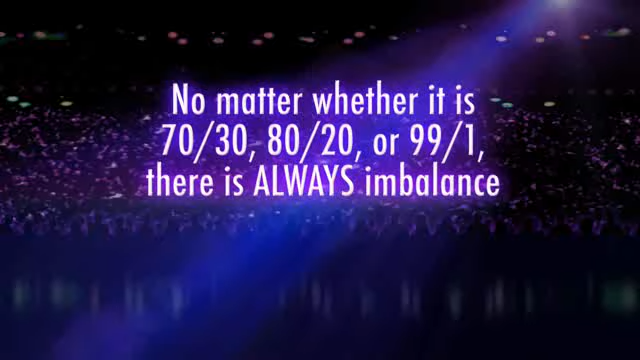 No matter whether it is
70/30, 80/20, or 99/1,
there is ALWAYS imbalance